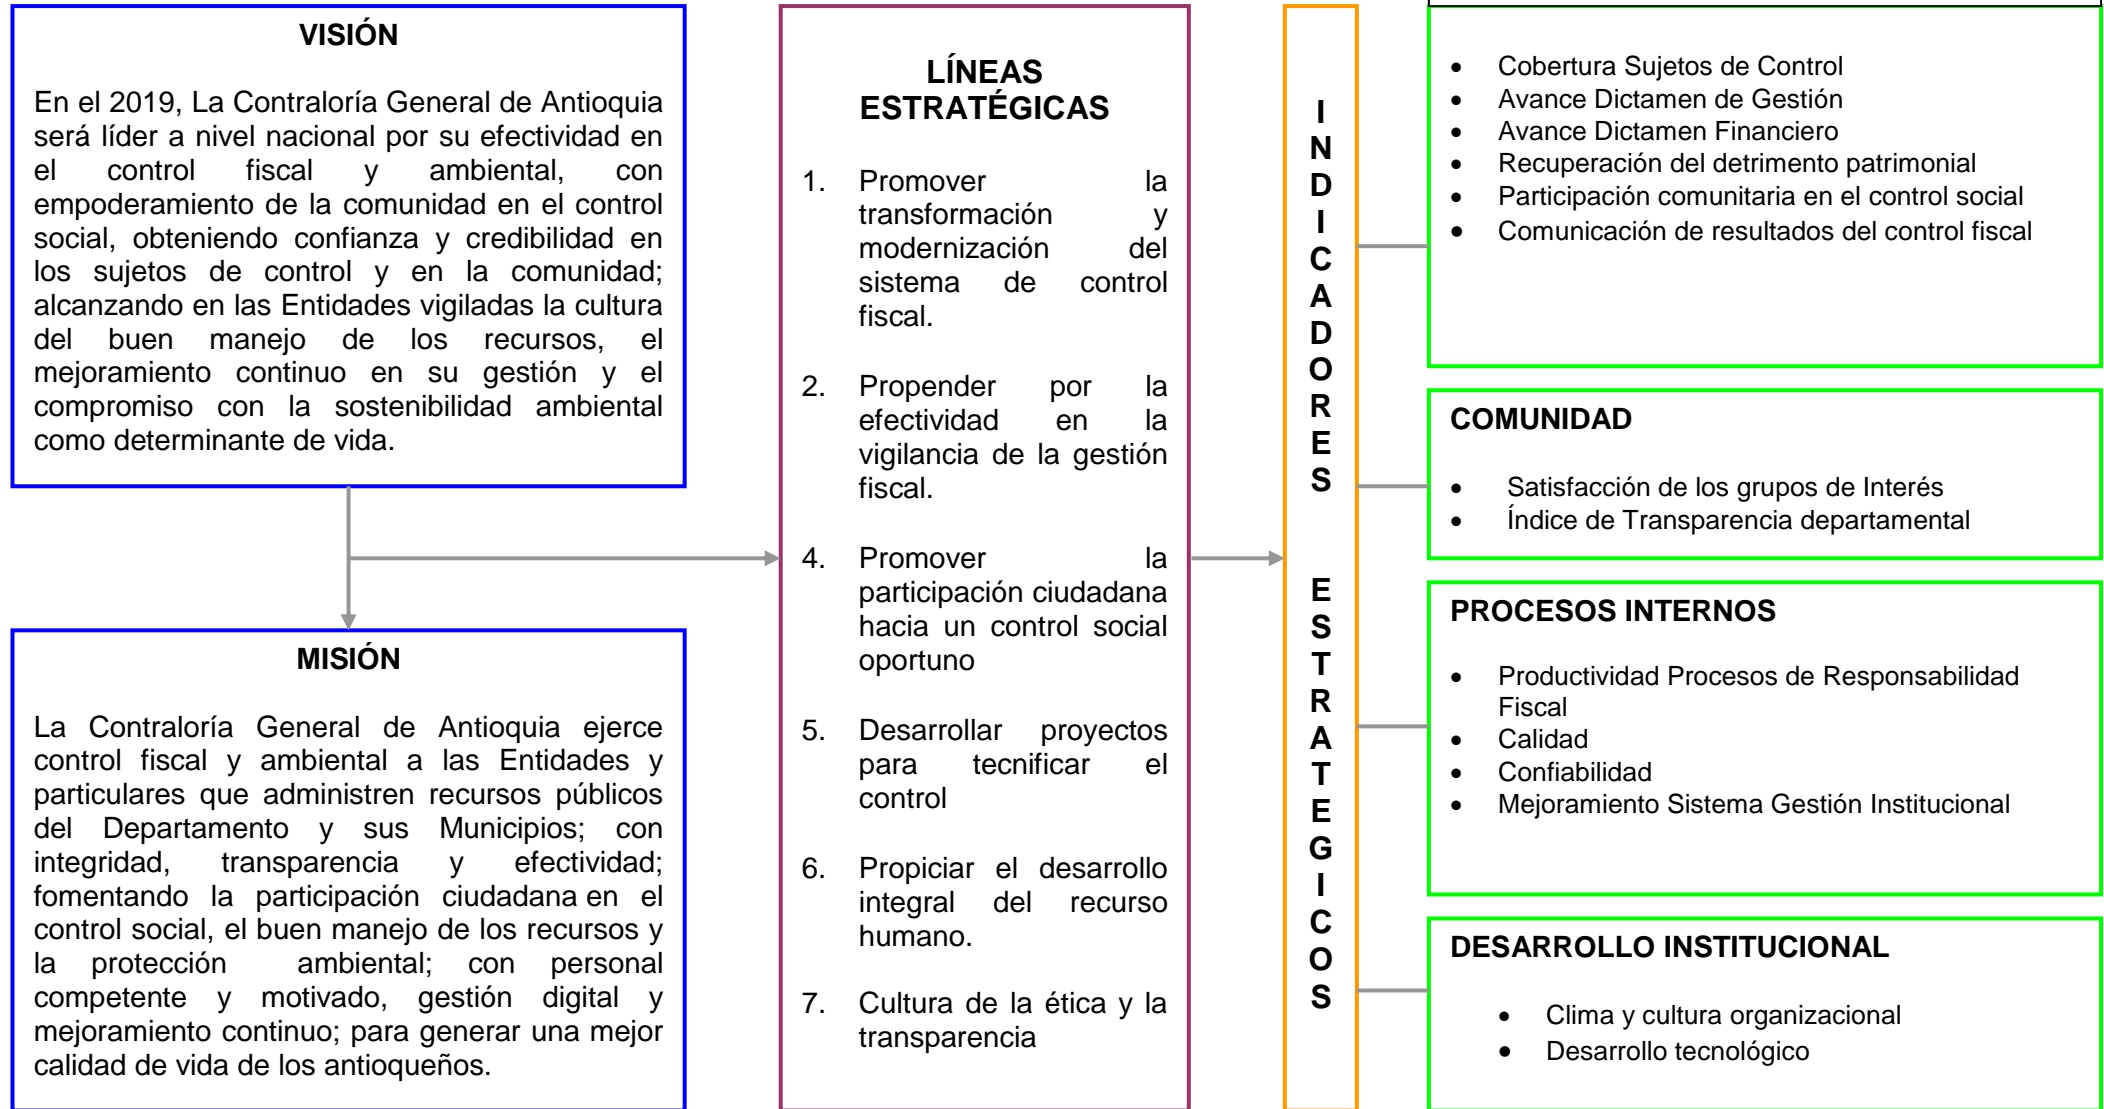 VISIÓN
En el 2019, La Contraloría General de Antioquia
será líder a nivel nacional por su efectividad en
el control fiscal y ambiental, con
empoderamiento de la comunidad en el control
social, obteniendo confianza y credibilidad en
los sujetos de control y en la comunidad;
alcanzando en las Entidades vigiladas la cultura
del buen manejo de los recursos, el
mejoramiento continuo en su gestión y el
compromiso con la sostenibilidad ambiental
como determinante de vida.
MISIÓN
La Contraloría General de Antioquia ejerce
control fiscal y ambiental a las Entidades y
particulares que administren recursos públicos
del Departamento y sus Municipios; con
integridad, transparencia y efectividad;
fomentando la participación ciudadana en el
control social, el buen manejo de los recursos y
la protección ambiental; con personal
competente y motivado, gestión digital y
mejoramiento continuo; para generar una mejor
calidad de vida de los antioqueños.
LÍNEAS
ESTRATÉGICAS
1. Promover la
transformación y
modernización del
sistema de control
fiscal.
2. Propender por la
efectividad en la
vigilancia de la gestión
fiscal.
4. Promover la
participación ciudadana
hacia un control social
oportuno
5. Desarrollar proyectos
para tecnificar el
control
6. Propiciar el desarrollo
integral del recurso
humano.
7. Cultura de la ética y la
transparencia
INDICADORES ESTRATEGICOS
• Cobertura Sujetos de Control
• Avance Dictamen de Gestión
• Avance Dictamen Financiero
• Recuperación del detrimento patrimonial
• Participación comunitaria en el control social
• Comunicación de resultados del control fiscal
COMUNIDAD
• Satisfacción de los grupos de Interés
• Índice de Transparencia departamental
PROCESOS INTERNOS
• Productividad Procesos de Responsabilidad
Fiscal
• Calidad
• Confiabilidad
• Mejoramiento Sistema Gestión Institucional
DESARROLLO INSTITUCIONAL
• Clima y cultura organizacional
• Desarrollo tecnológico